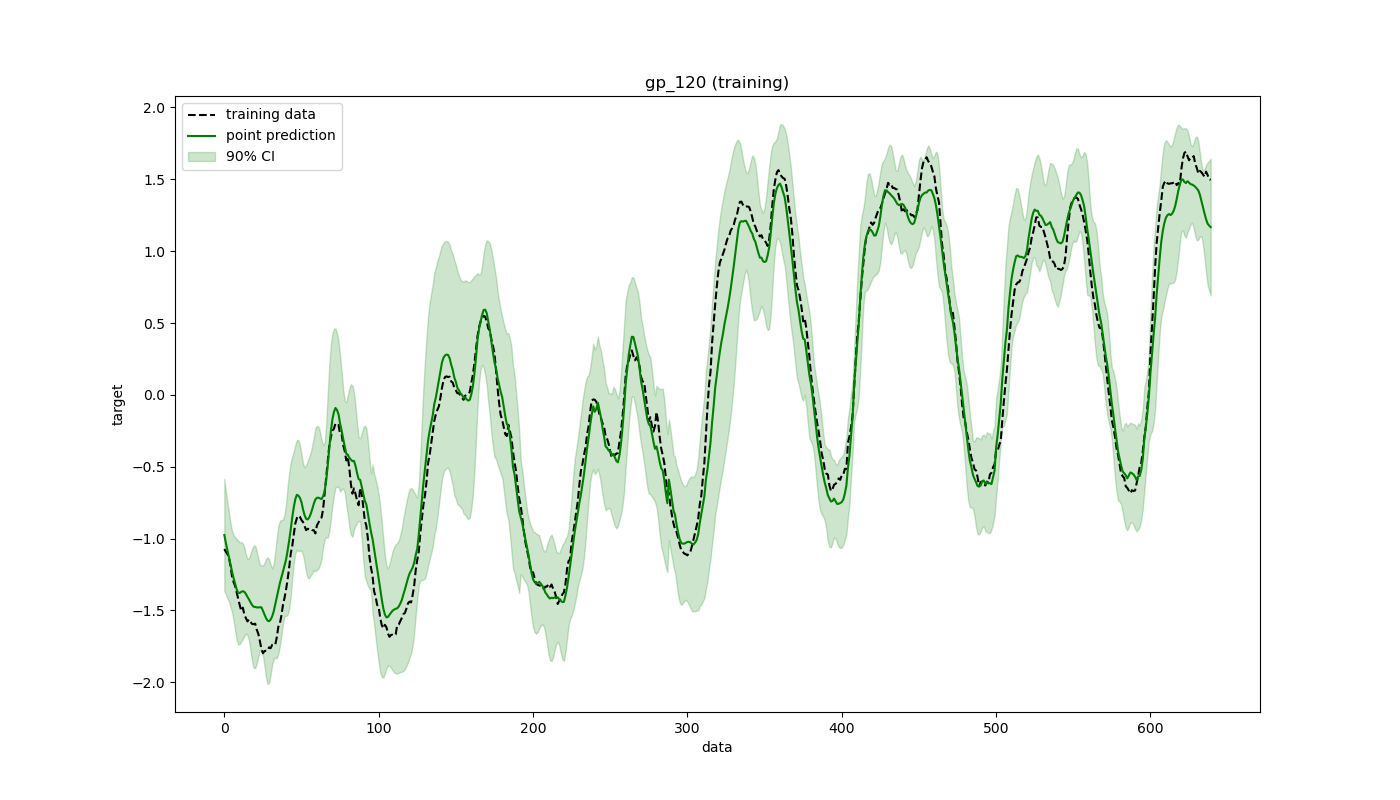 gp_120 (training)
training data
point prediction
90% CI
2.0
1.5
1.0
0.5
0.0
−0.5
−1.0
−1.5
−2.0
target
0 100 200 300 400 500 600
data